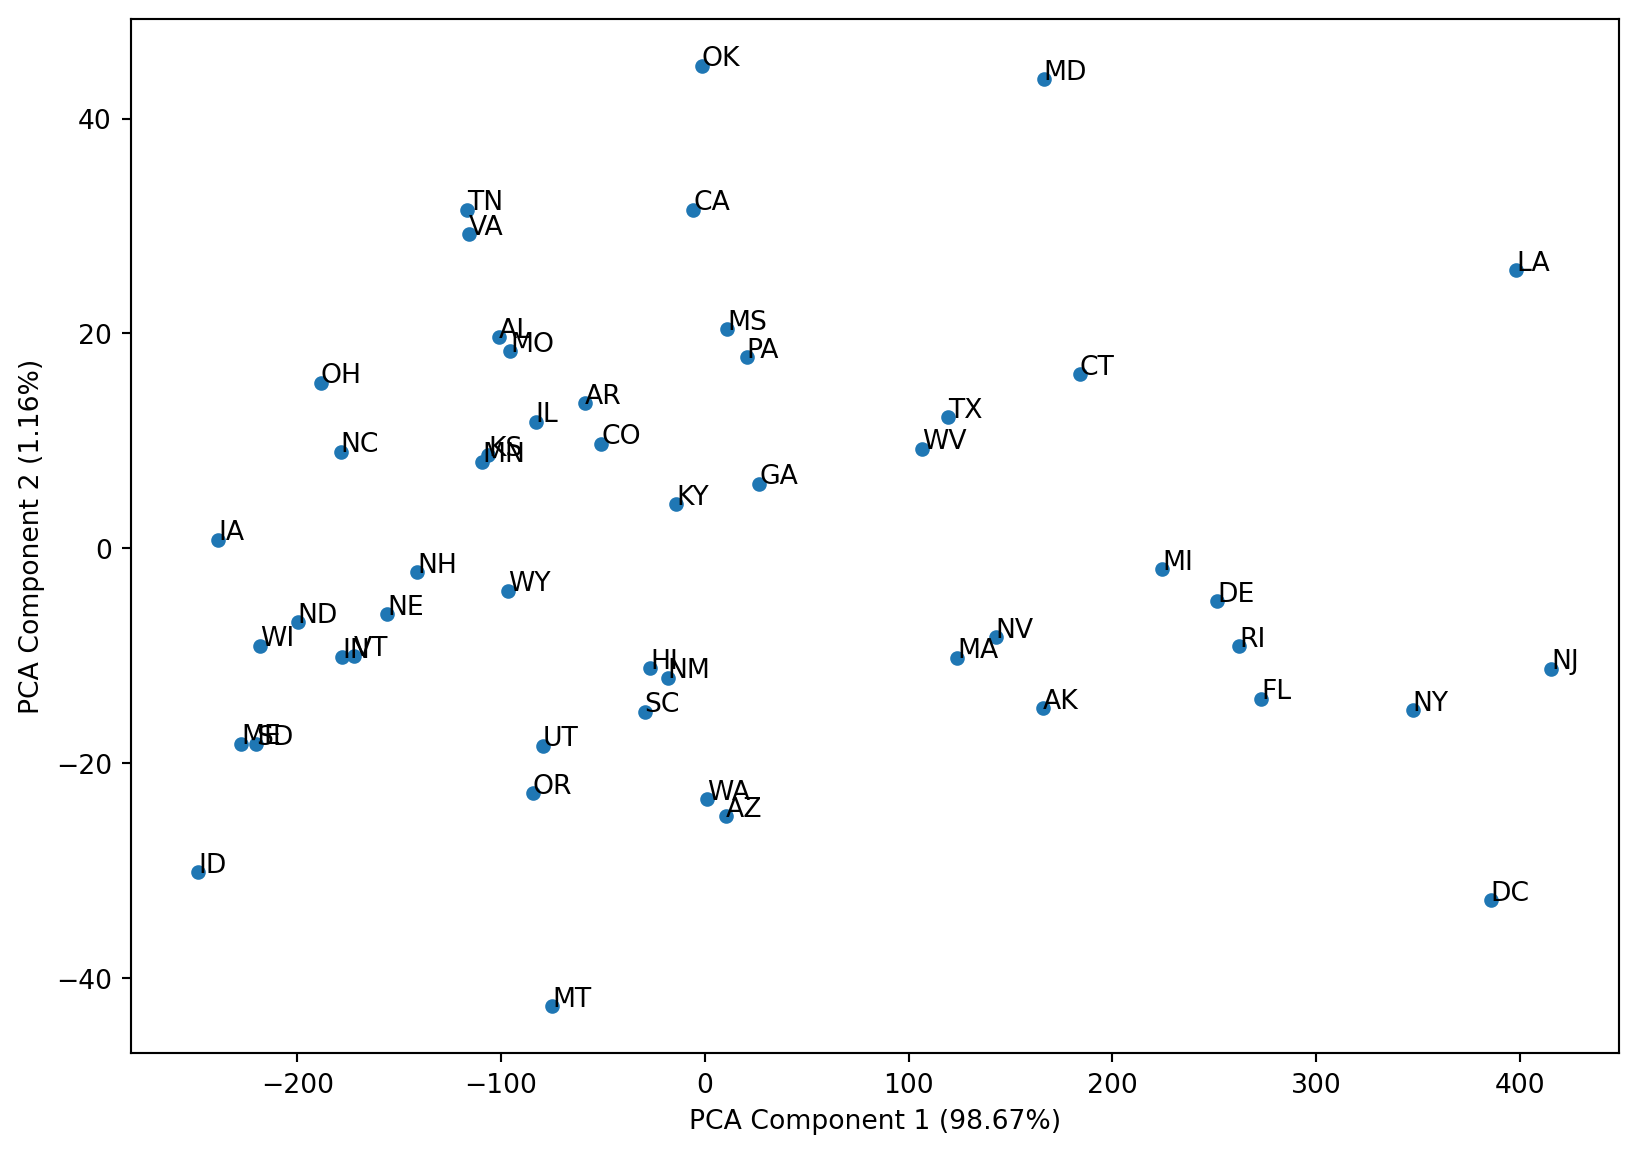 OK
MD
40
TN
CA
VA
LA
AL
MS
20
MO
PA
CT
OH
AR
TX
IL
CO
WV
NC
KS
MN
GA
KY
IA
0
NH
MI
WY
DE
NE
ND
NV
RI
WI
VT
IN
MA
HI
NJ
NM
FL
AK
NY
SC
ME
SD
UT
−20
OR
WA
AZ
ID
DC
−40
MT
−200
−100
0
100
200
300
400
PCA Component 1 (98.67%)
PCA Component 2 (1.16%)